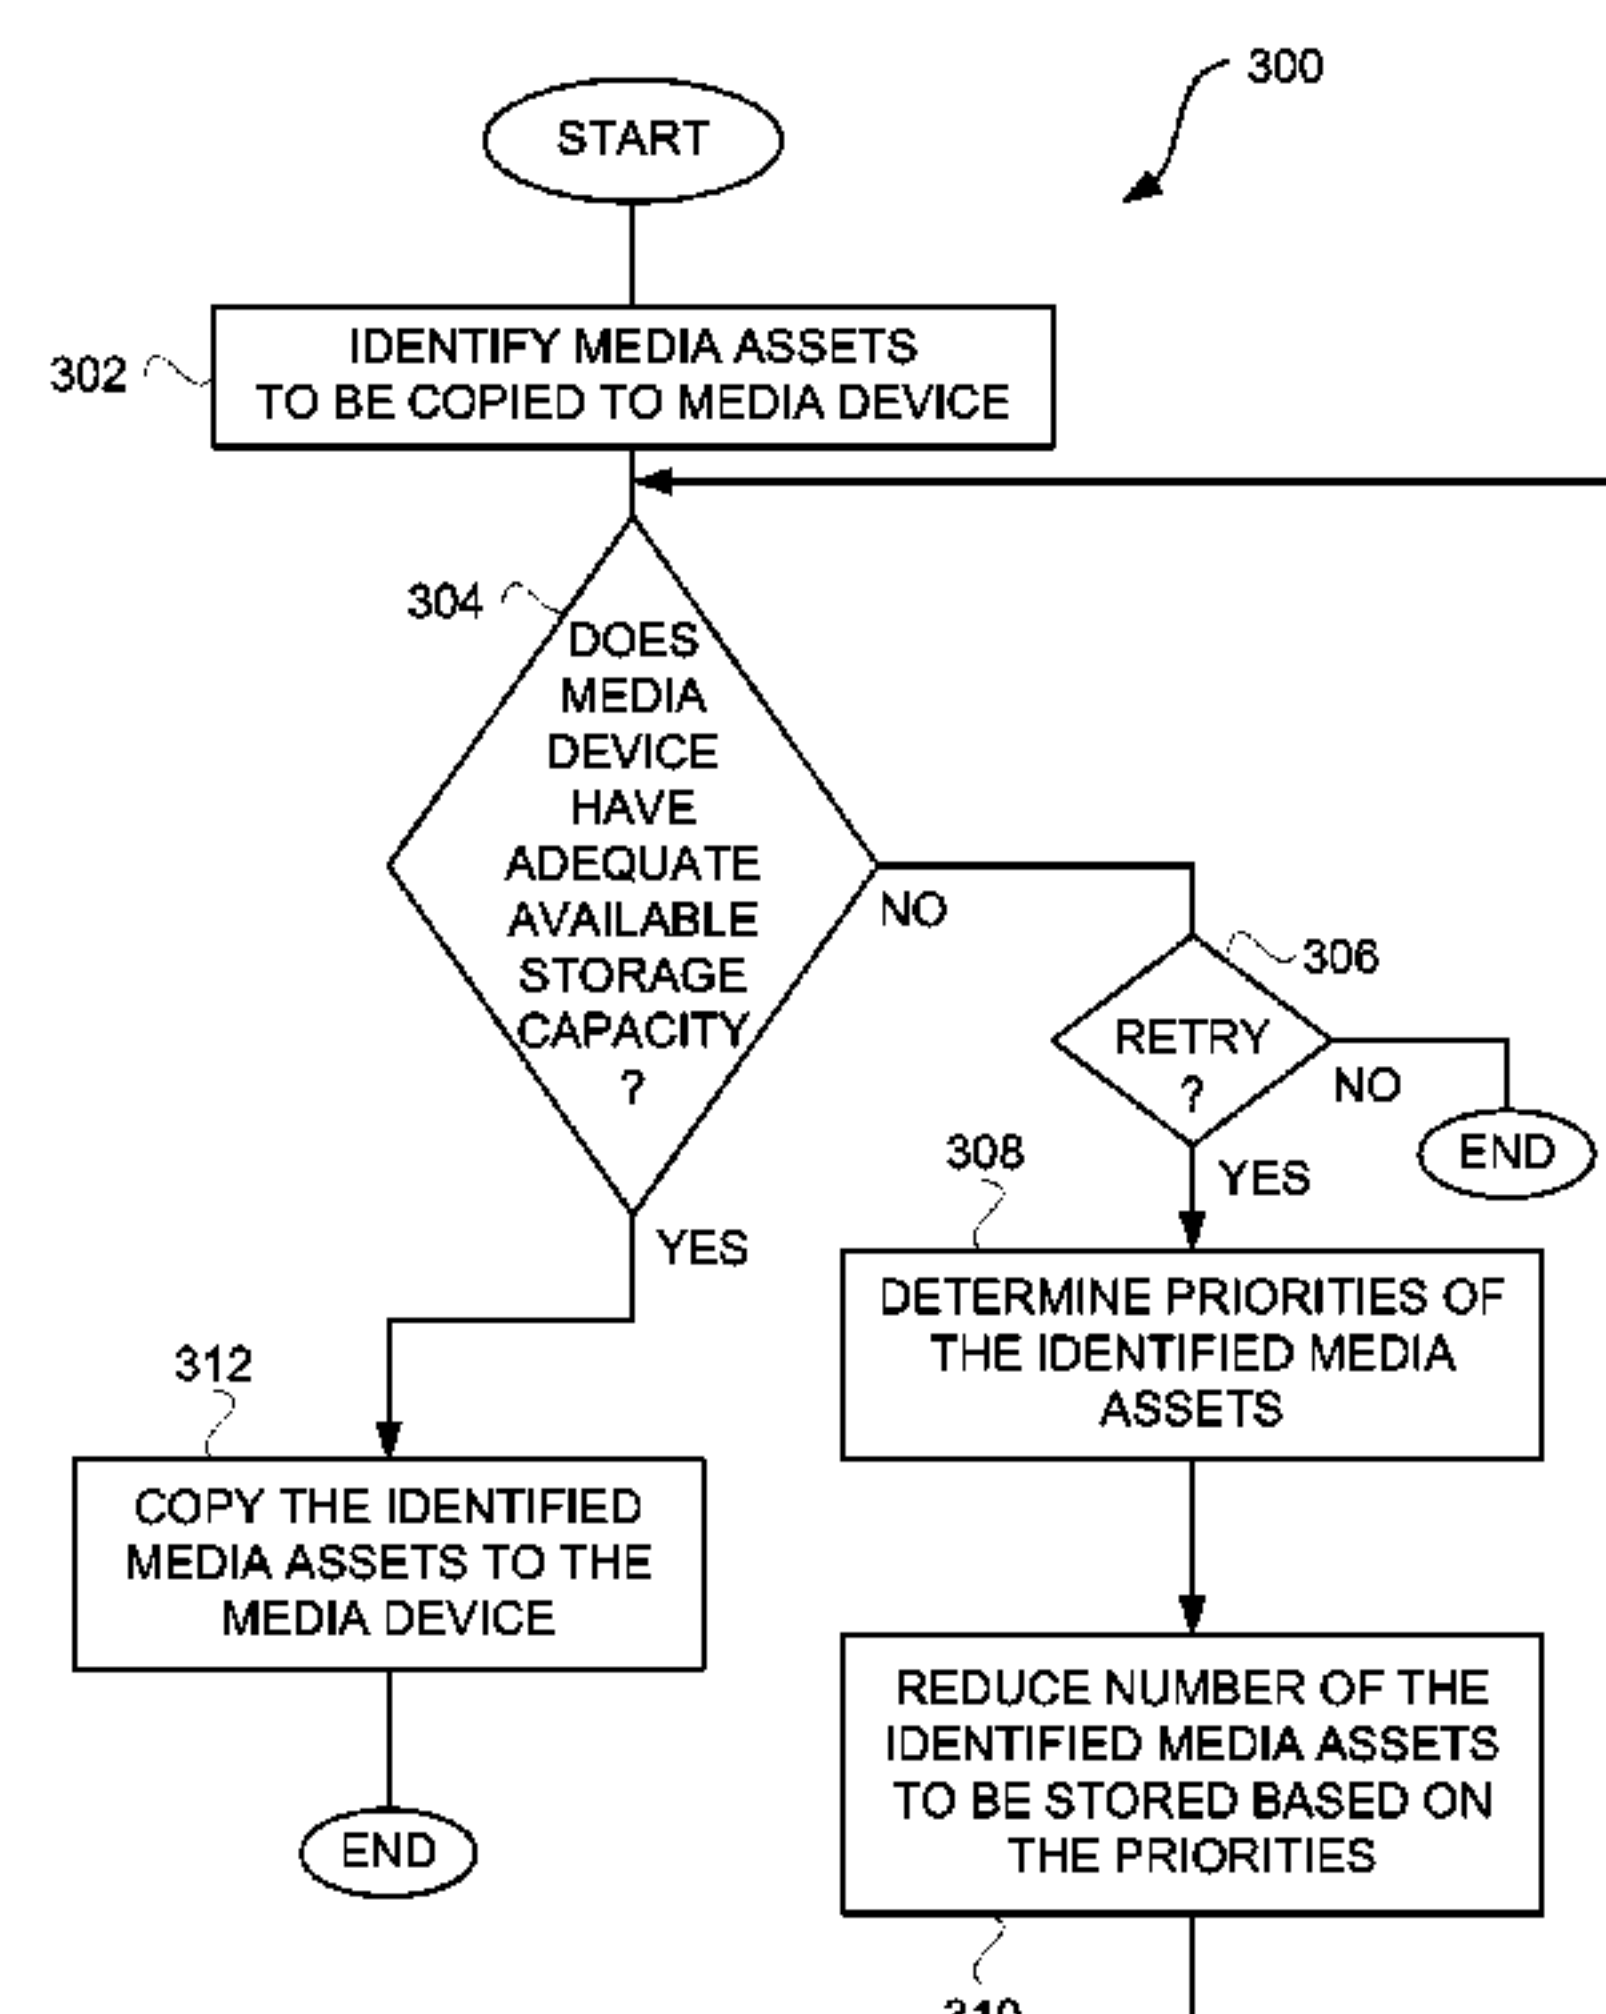 300
START
302
IDENTIFY MEDIA ASSETS
TO BE COPIED TO MEDIA DEVICE
304
DOES
MEDIA
DEVICE
HAVE
ADEQUATE
AVAILABLE
STORAGE
CAPACITY
?
NO
YES
306
RETRY
?
NO
END
YES
308
DETERMINE PRIORITIES OF
THE IDENTIFIED MEDIA
ASSETS
312
COPY THE IDENTIFIED
MEDIA ASSETS TO THE
MEDIA DEVICE
END
REDUCE NUMBER OF THE
IDENTIFIED MEDIA ASSETS
TO BE STORED BASED ON
THE PRIORITIES